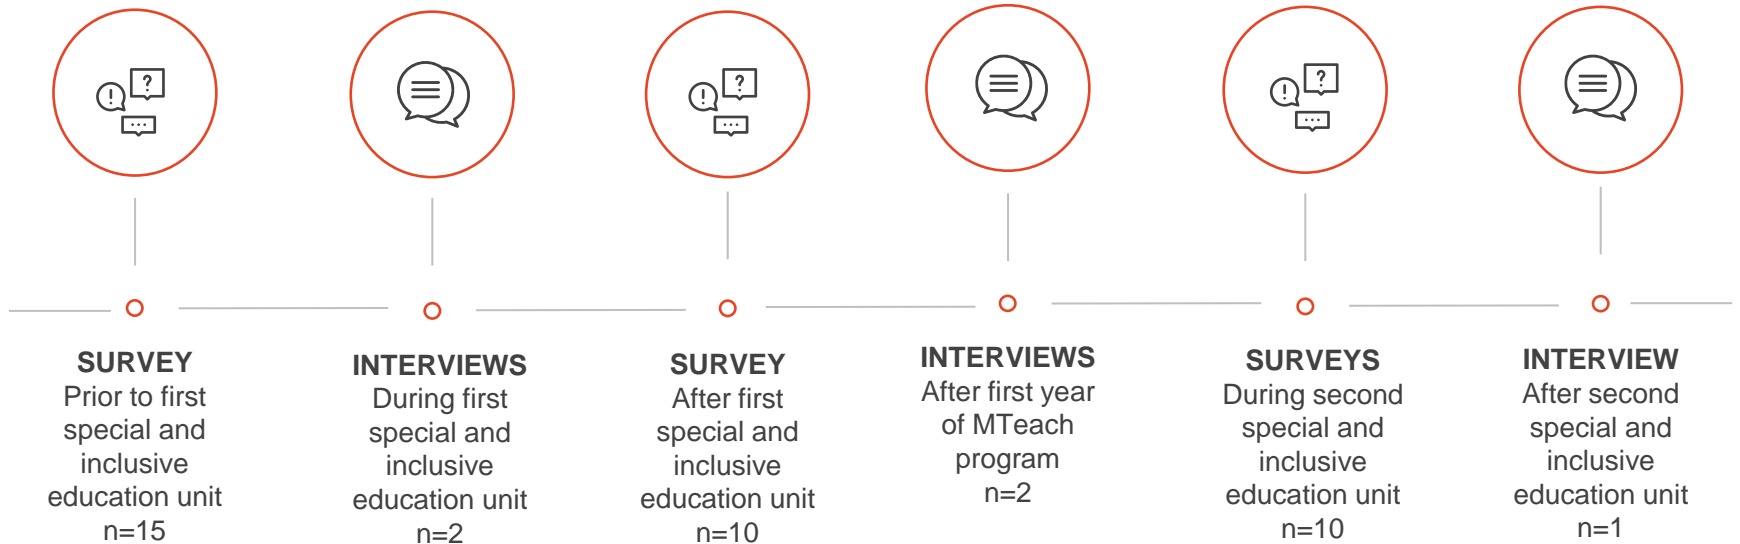 SURVEY
Prior to first
special and
inclusive
education unit
n=15
INTERVIEWS
During first
special and
inclusive
education unit
n=2
SURVEY
After first
special and
inclusive
education unit
n=10
INTERVIEWS
After first year
of MTeach
program
n=2
SURVEYS
During second
special and
inclusive
education unit
n=10
INTERVIEW
After second
special and
inclusive
education unit
n=1